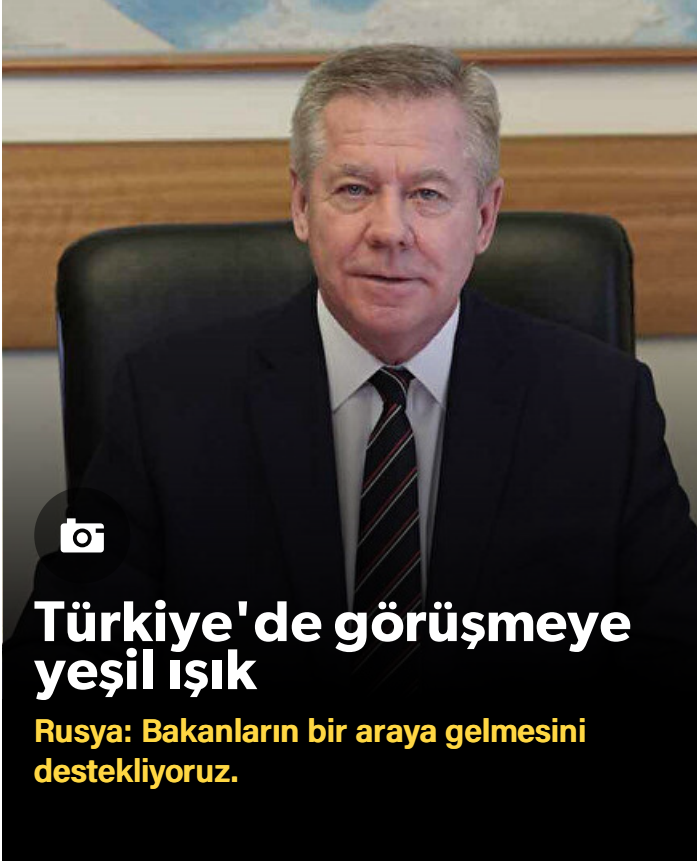 Türkiye'de görüşmeye
yeşil ışık
Rusya: Bakanların bir araya gelmesini
destekliyoruz.